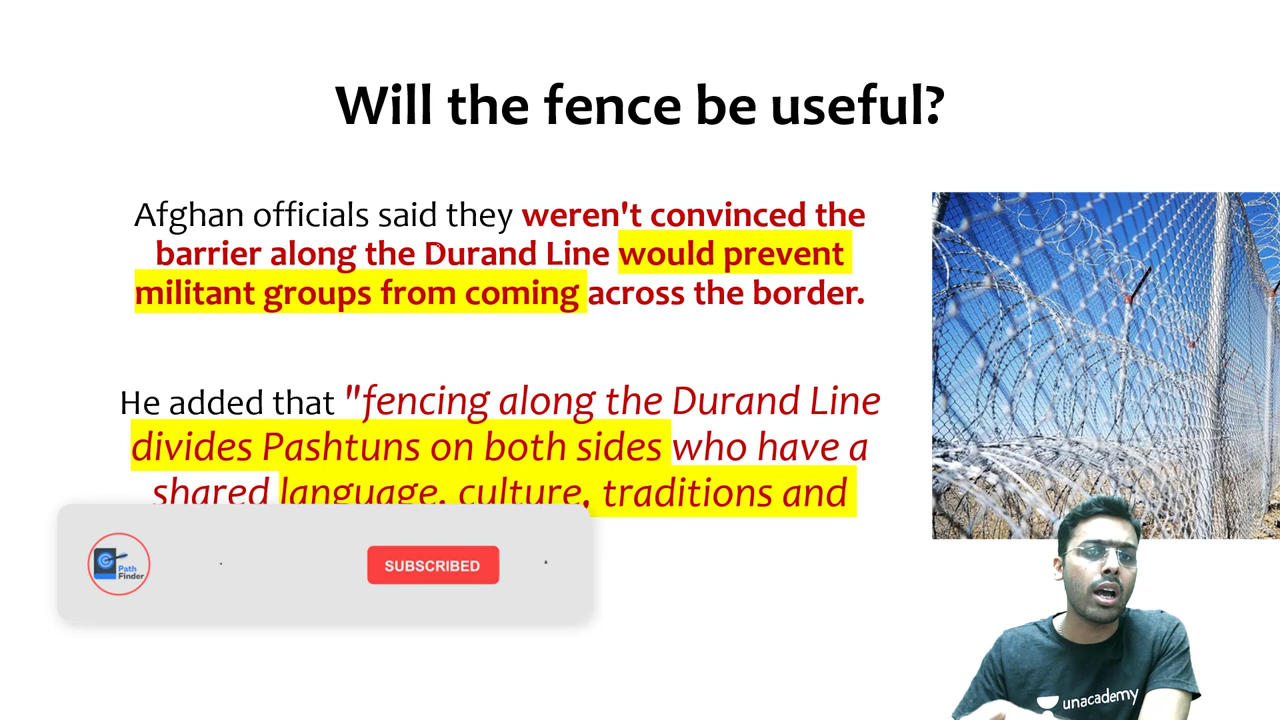 Will the fence be useful?
Afghan officials said they weren't convinced the
barrier along the Durand Line would prevent
militant groups from coming across the border.
He added that "fencing along the Durand Line
divides Pashtuns on both sides who have a
shared language, culture, traditions and
Path
Finder
SUBSCRIBED
unacademy